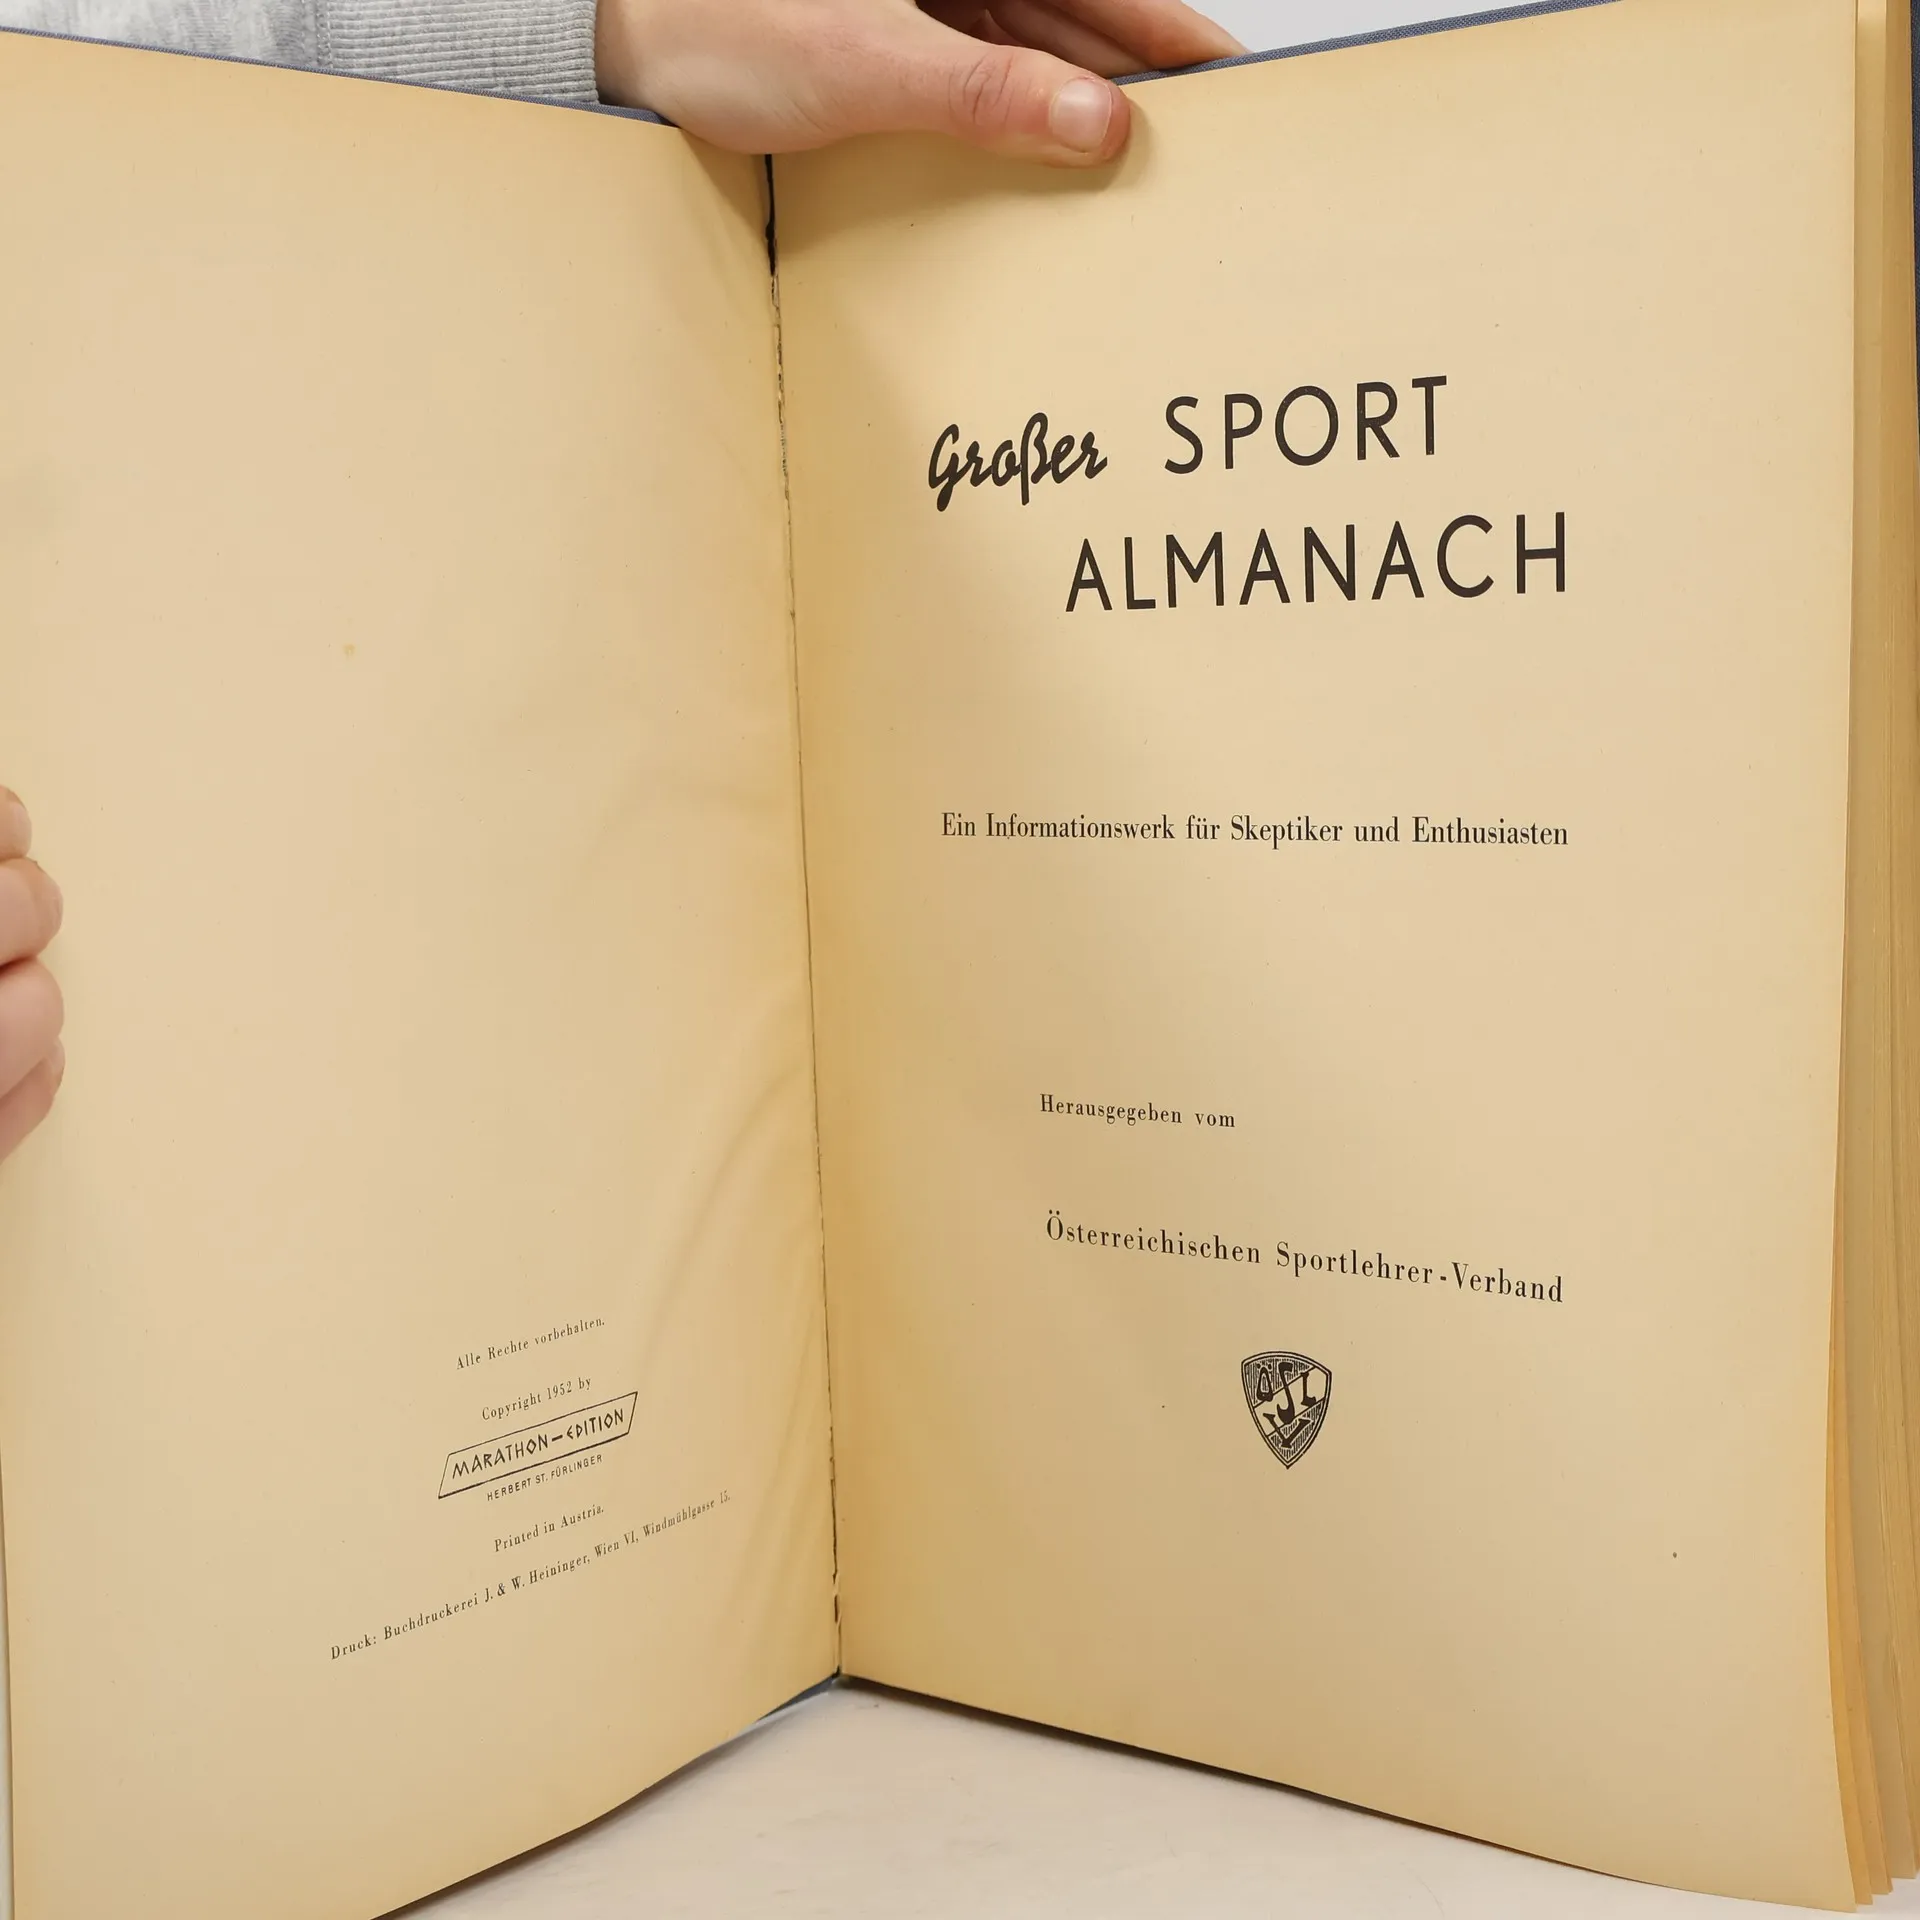 Alle Rechte vorbehalten.
Copyright 1952 by
MARATHON-EDITION
HERBERT ST. FÜRLINGER
Printed in Austria.
Druck: Buchdruckerei J. & W. Heininger, Wien VI, Windmühlgasse 15.
Großer SPORT
ALMANACH
Ein Informationswerk für Skeptiker und Enthusiasten
Herausgegeben vom
Österreichischen Sportlehrer-Verband
ÖSLV